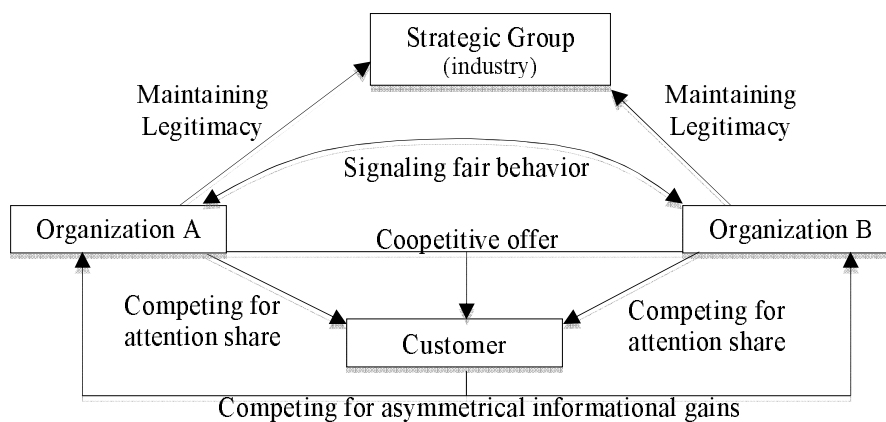 Strategic Group
(industry)
Maintaining
Legitimacy
Maintaining
Legitimacy
Signaling fair behavior
Organization A
Organization B
Coopetitive offer
Competing for
attention share
Competing for
attention share
Customer
Competing for asymmetrical informational gains